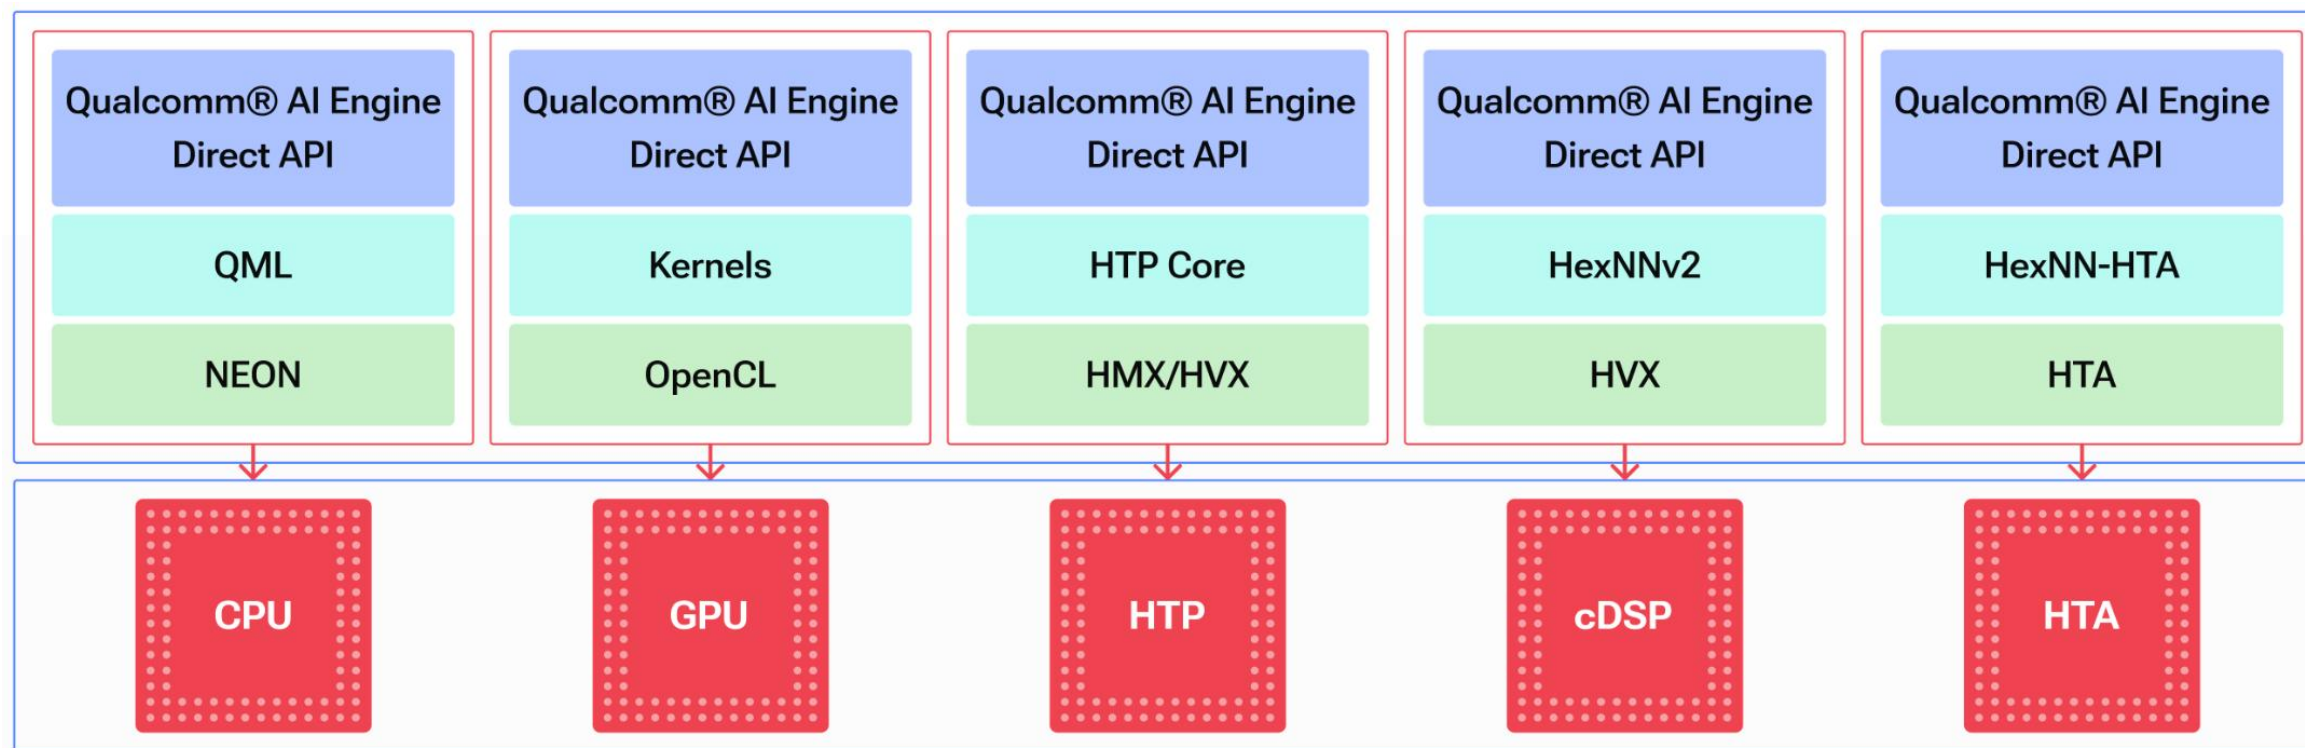 Qualcomm® AI Engine
Direct API
QML
NEON
CPU
Qualcomm® AI Engine
Direct API
Kernels
OpenCL
GPU
Qualcomm® AI Engine
Direct API
HTP Core
HMX/HVX
HTP
Qualcomm® AI Engine
Direct API
HexNNv2
HVX
cDSP
Qualcomm® AI Engine
Direct API
HexNN-HTA
HTA
HTA